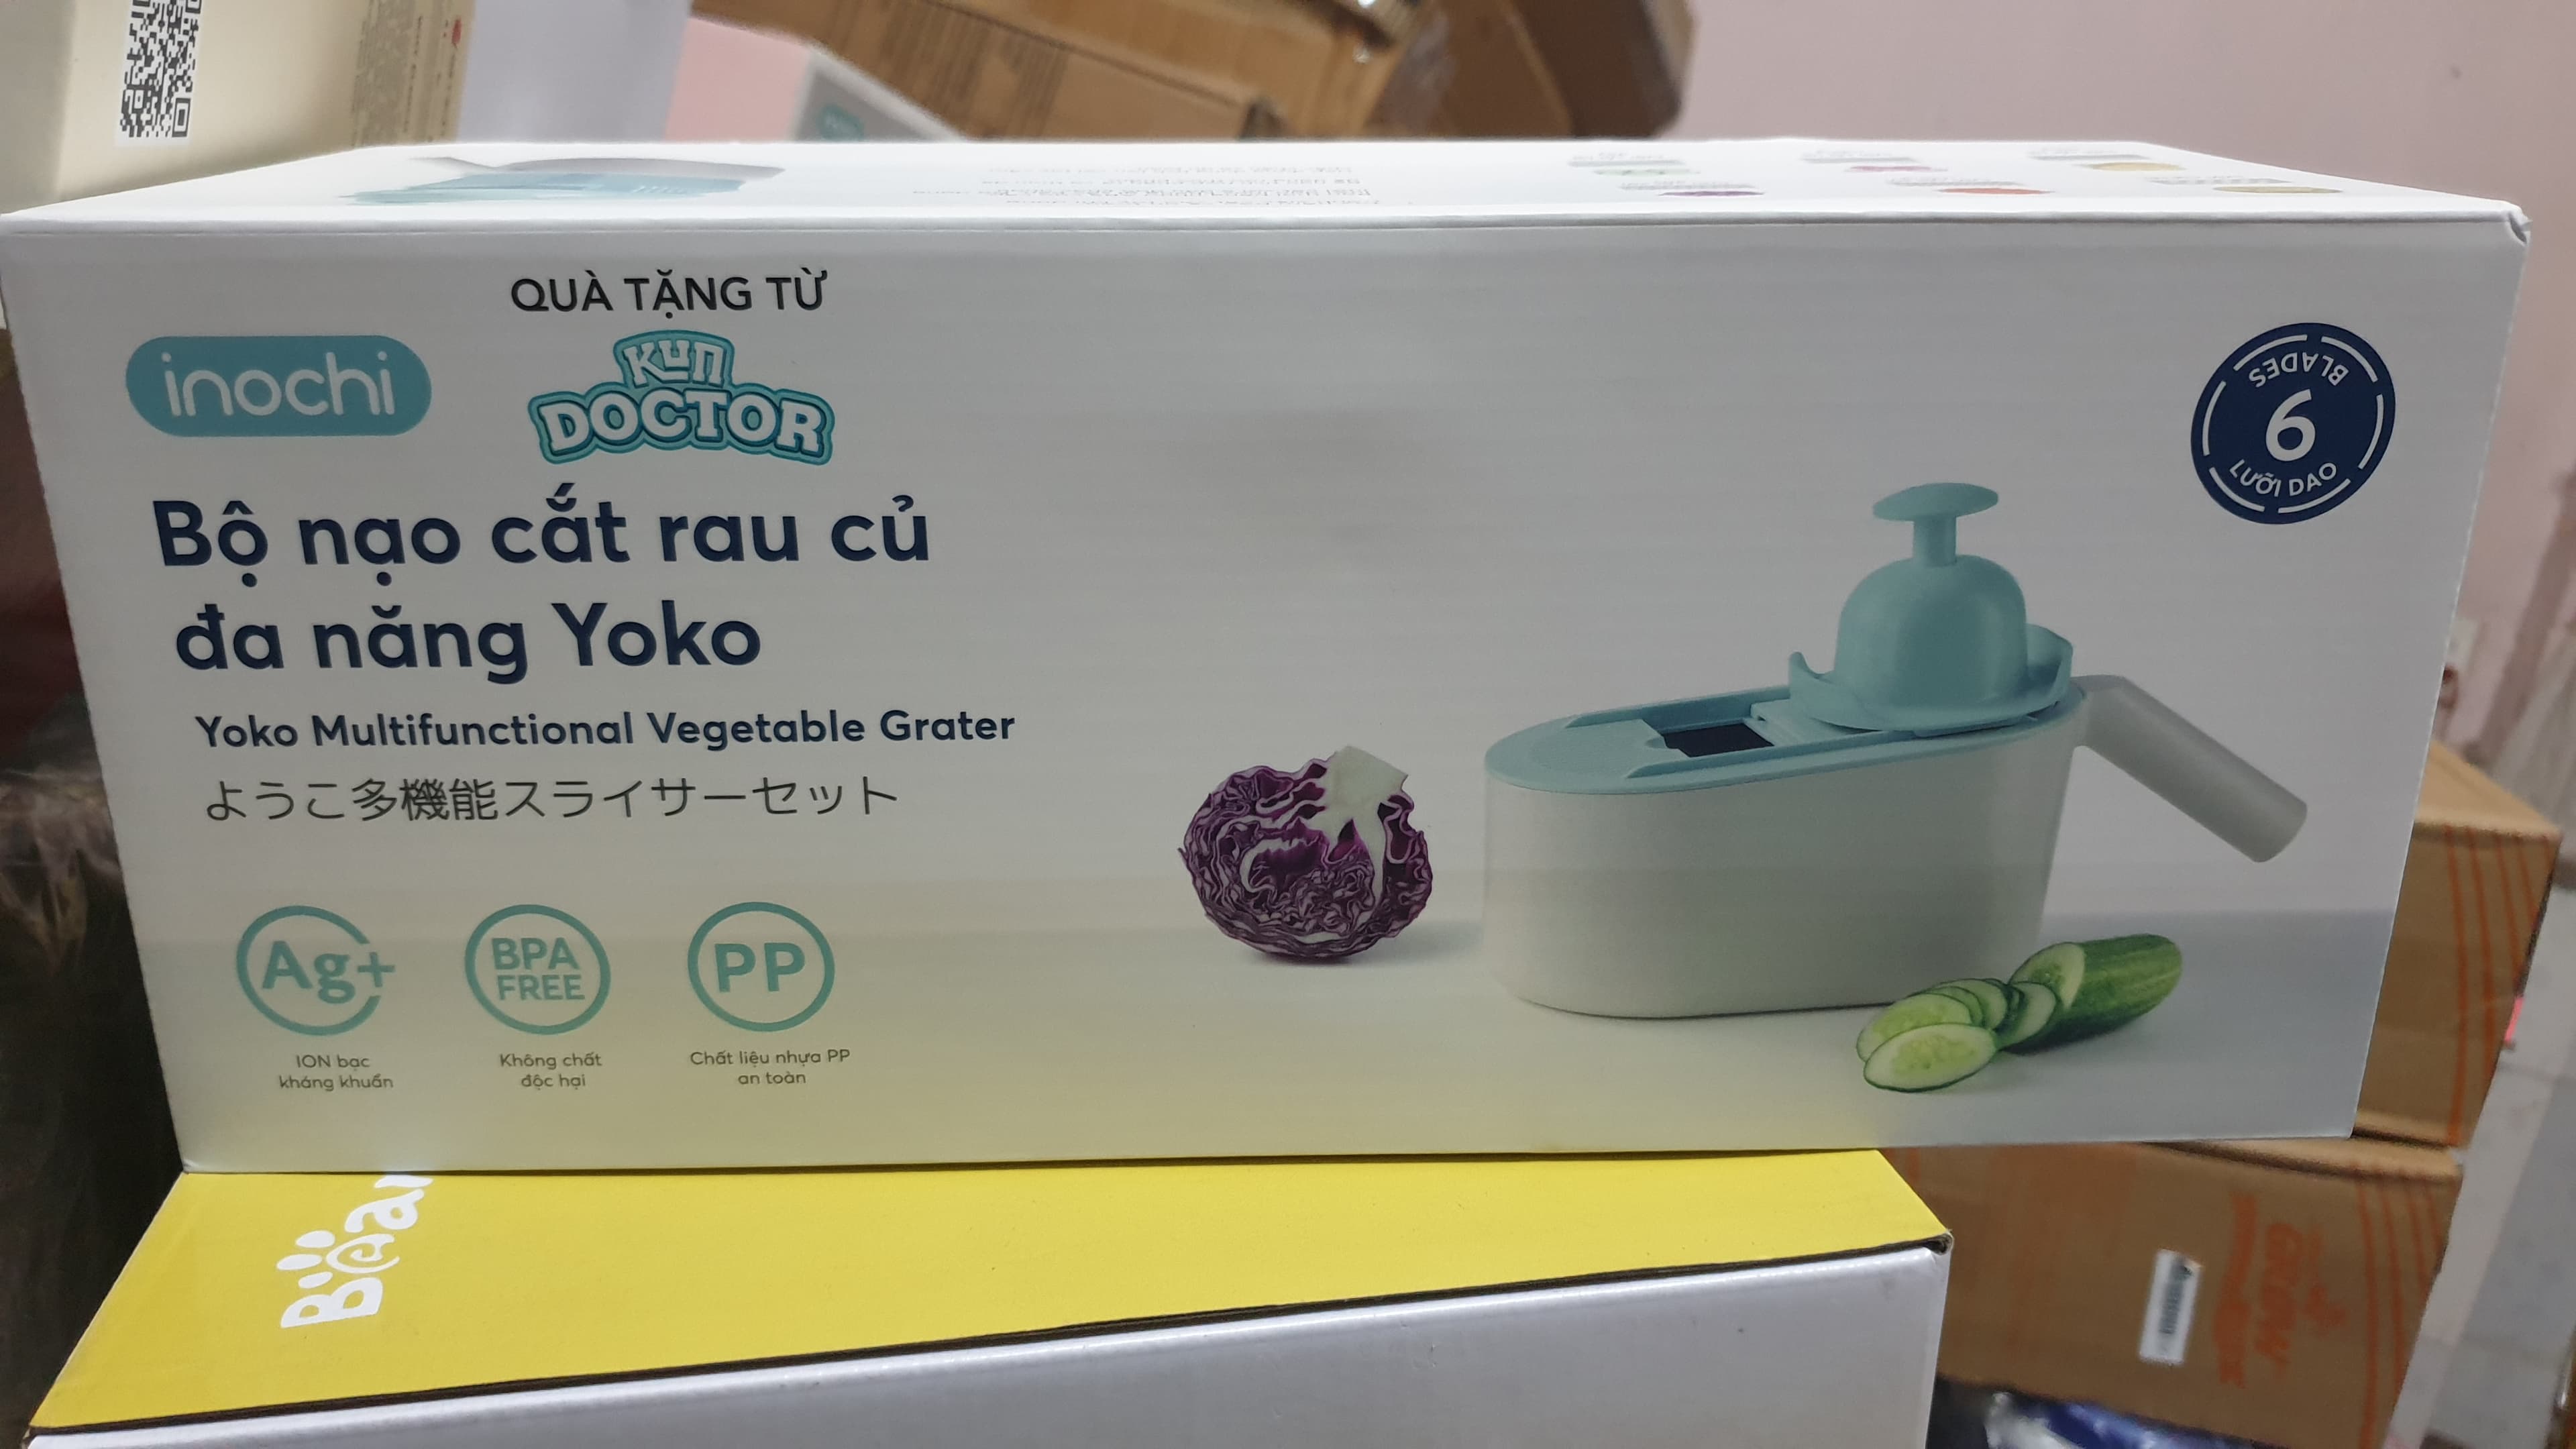 QUÀ TẶNG TỪ
inochi
KUN
DOCTOR
BLADES
6
LƯỠI DAO
Bộ nạo cắt rau củ
đa năng Yoko
Yoko Multifunctional Vegetable Grater
ようこ多機能スライサーセット
Ag+
BPA
FREE
PP
ION bạc
kháng khuẩn
Không chất
độc hại
Chất liệu nhựa PP
an toàn
Bear